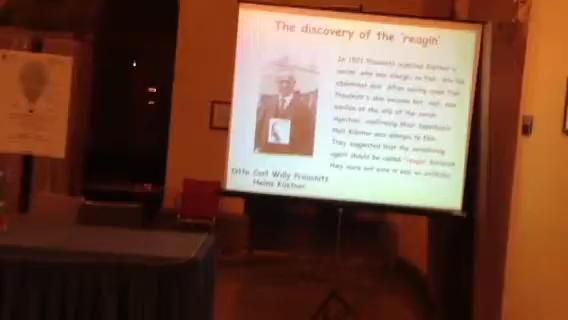 The discovery of the 'reagin'
In 1921 Prausnitz injected Küstner's
serum who was allergic to fish into his
abdominal skin. After eating some fish
Prausnitz's skin became hot, red, and
swollen at the site of the serum
injection, confirming their hypothesis
that Küstner was allergic to fish.
They suggested that the sensitising
agent should be called 'reagin' because
they were not sure it was an antibody
Otto Carl Willy Prausnitz
Heinz Küstner